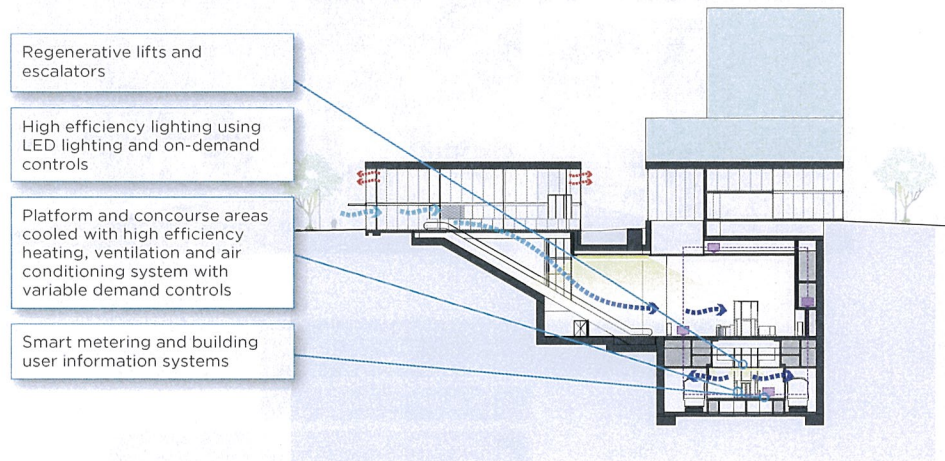 Regenerative lifts and
escalators
High efficiency lighting using
LED lighting and on-demand
controls
Platform and concourse areas
cooled with high efficiency
heating, ventilation and air
conditioning system with
variable demand controls
Smart metering and building
user information systems